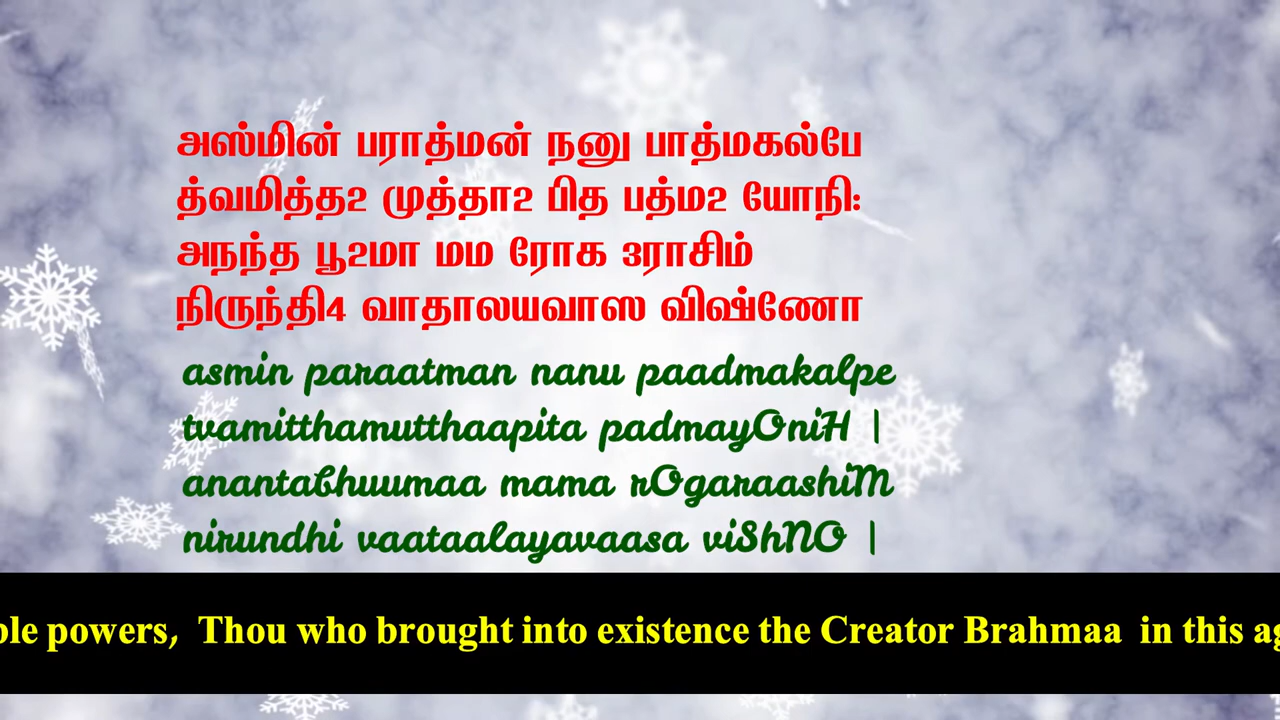 அஸ்மின் பராத்மன் நனு பாத்மகல்பே
த்வமித்த2 முத்தா2 பித பத்ம2 யோநி:
அநந்த பூ2மா மம ரோக 3ராசிம்
நிருந்தி4 வாதாலயவாஸ விஷ்ணோ
asmin paraatman nanu paadmakalpe
tvamitthamutthaapita padmayOniH |
anantabhuumaa mama rOgaraashiM
nirundhi vaataalayavaasa viShNO |
ble powers, Thou who brought into existence the Creator Brahmaa in this ag